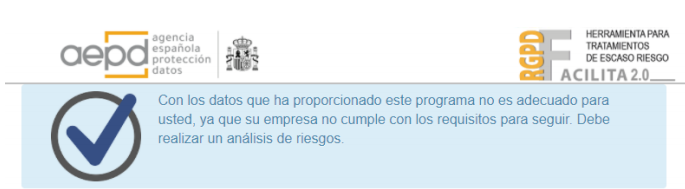 aepd
agencia
española
protección
datos
RGPD
F
HERRAMIENTA PARA
TRATAMIENTOS
DE ESCASO RIESGO
ACILITA 2.0
Con los datos que ha proporcionado este programa no es adecuado para
usted, ya que su empresa no cumple con los requisitos para seguir. Debe
realizar un análisis de riesgos.